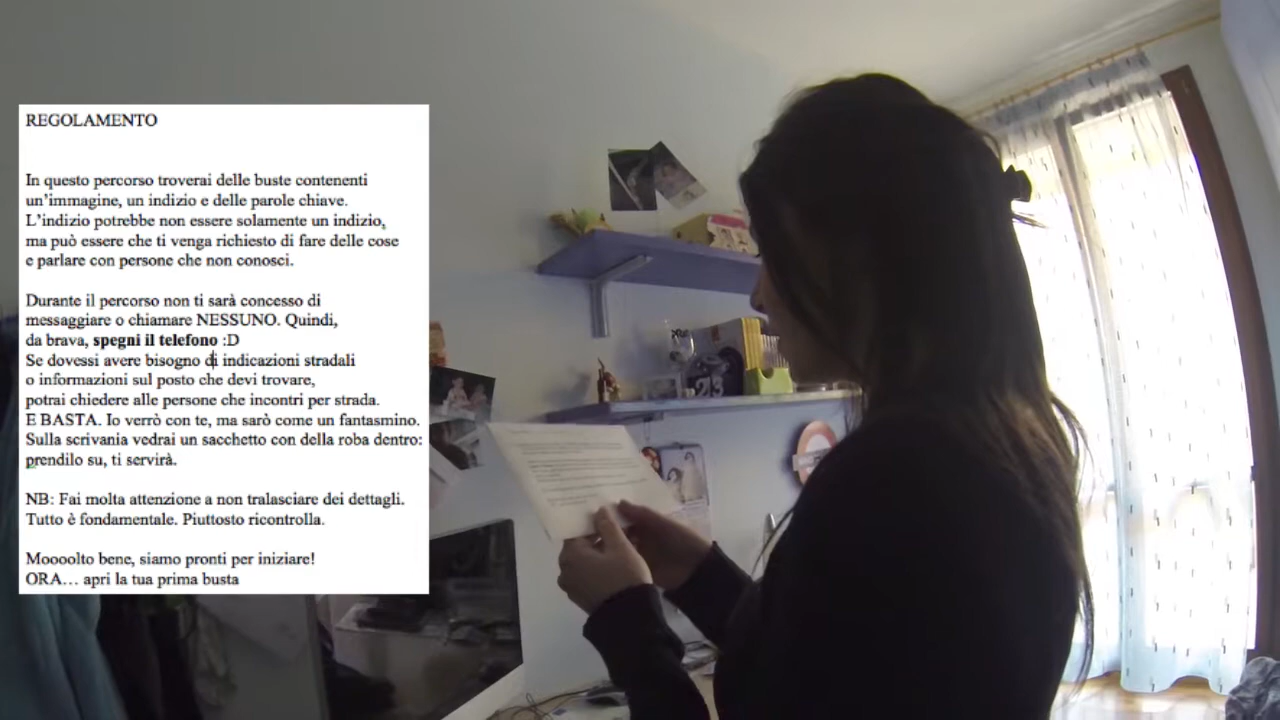 REGOLAMENTO
In questo percorso troverai delle buste contenenti
un'immagine, un indizio e delle parole chiave.
L'indizio potrebbe non essere solamente un indizio,
ma può essere che ti venga richiesto di fare delle cose
e parlare con persone che non conosci.
Durante il percorso non ti sarà concesso di
messaggiare o chiamare NESSUNO. Quindi,
da brava, spegni il telefono :D
Se dovessi avere bisogno di indicazioni stradali
o informazioni sul posto che devi trovare,
potrai chiedere alle persone che incontri per strada.
E BASTA. Io verrò con te, ma sarò come un fantasmino.
Sulla scrivania vedrai un sacchetto con della roba dentro:
prendilo su, ti servirà.
NB: Fai molta attenzione a non tralasciare dei dettagli.
Tutto è fondamentale. Piuttosto ricontrolla.
Moooolto bene, siamo pronti per iniziare!
ORA… apri la tua prima busta
23